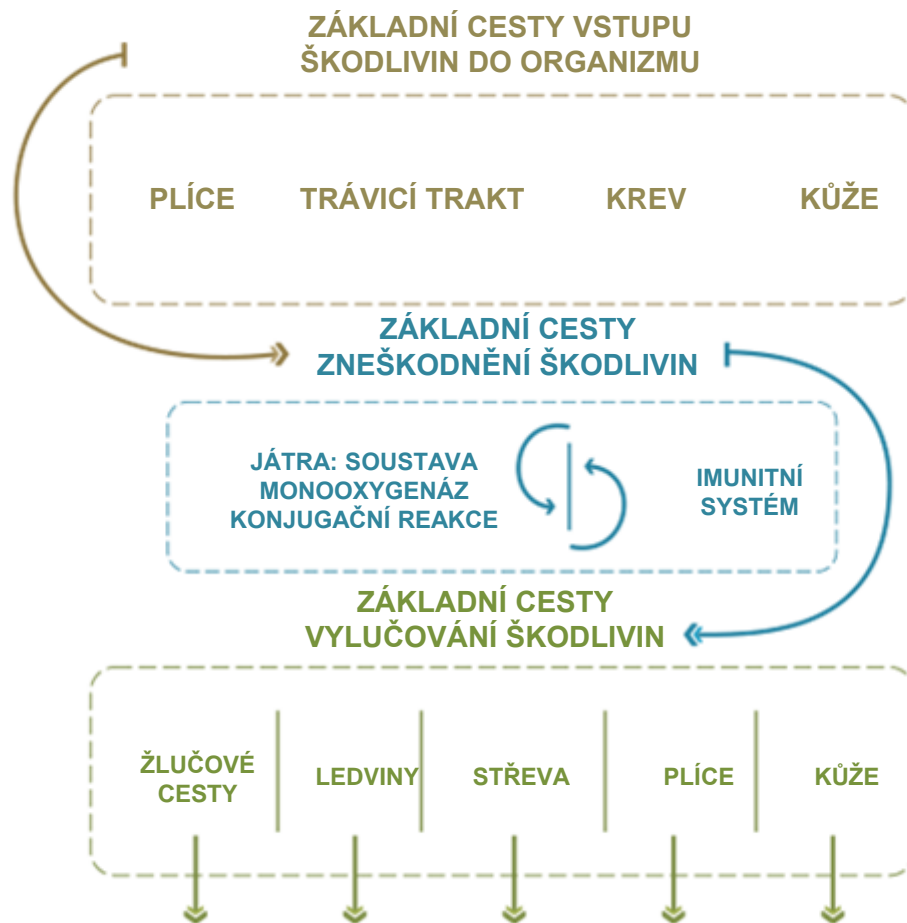 ZÁKLADNÍ CESTY VSTUPU
ŠKODLIVIN DO ORGANIZMU
PLÍCE TRÁVICÍ TRAKT KREV KŮŽE
ZÁKLADNÍ CESTY
ZNEŠKODNĚNÍ ŠKODLIVIN
JÁTRA: SOUSTAVA
MONOOXYGENÁZ
KONJUGAČNÍ REAKCE
IMUNITNÍ
SYSTÉM
ZÁKLADNÍ CESTY
VYLUČOVÁNÍ ŠKODLIVIN
ŽLUČOVÉ
CESTY
LEDVINY
STŘEVA
PLÍCE
KŮŽE